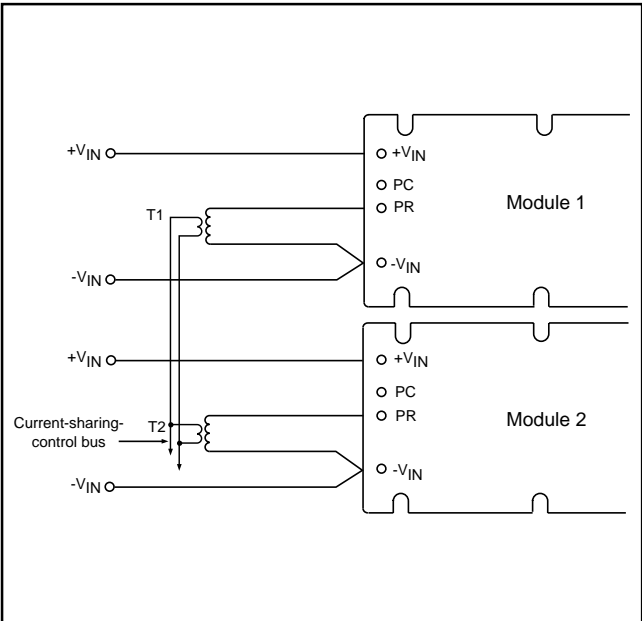 +VIN
+VIN
PC
Module 1
T1
PR
-VIN
-VIN
+VIN
+VIN
PC
Current-sharing-
control bus
T2
PR
Module 2
-VIN
-VIN